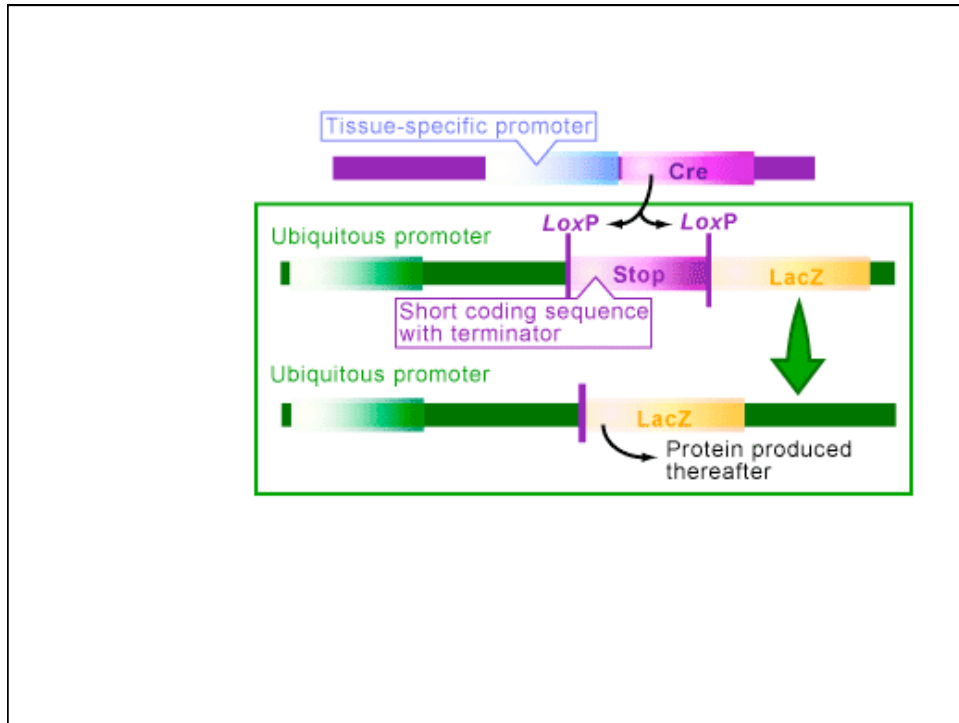 Tissue-specific promoter
Cre
LoxP LoxP
Ubiquitous promoter
Stop LacZ
Short coding sequence
with terminator
Ubiquitous promoter
LacZ
Protein produced
thereafter